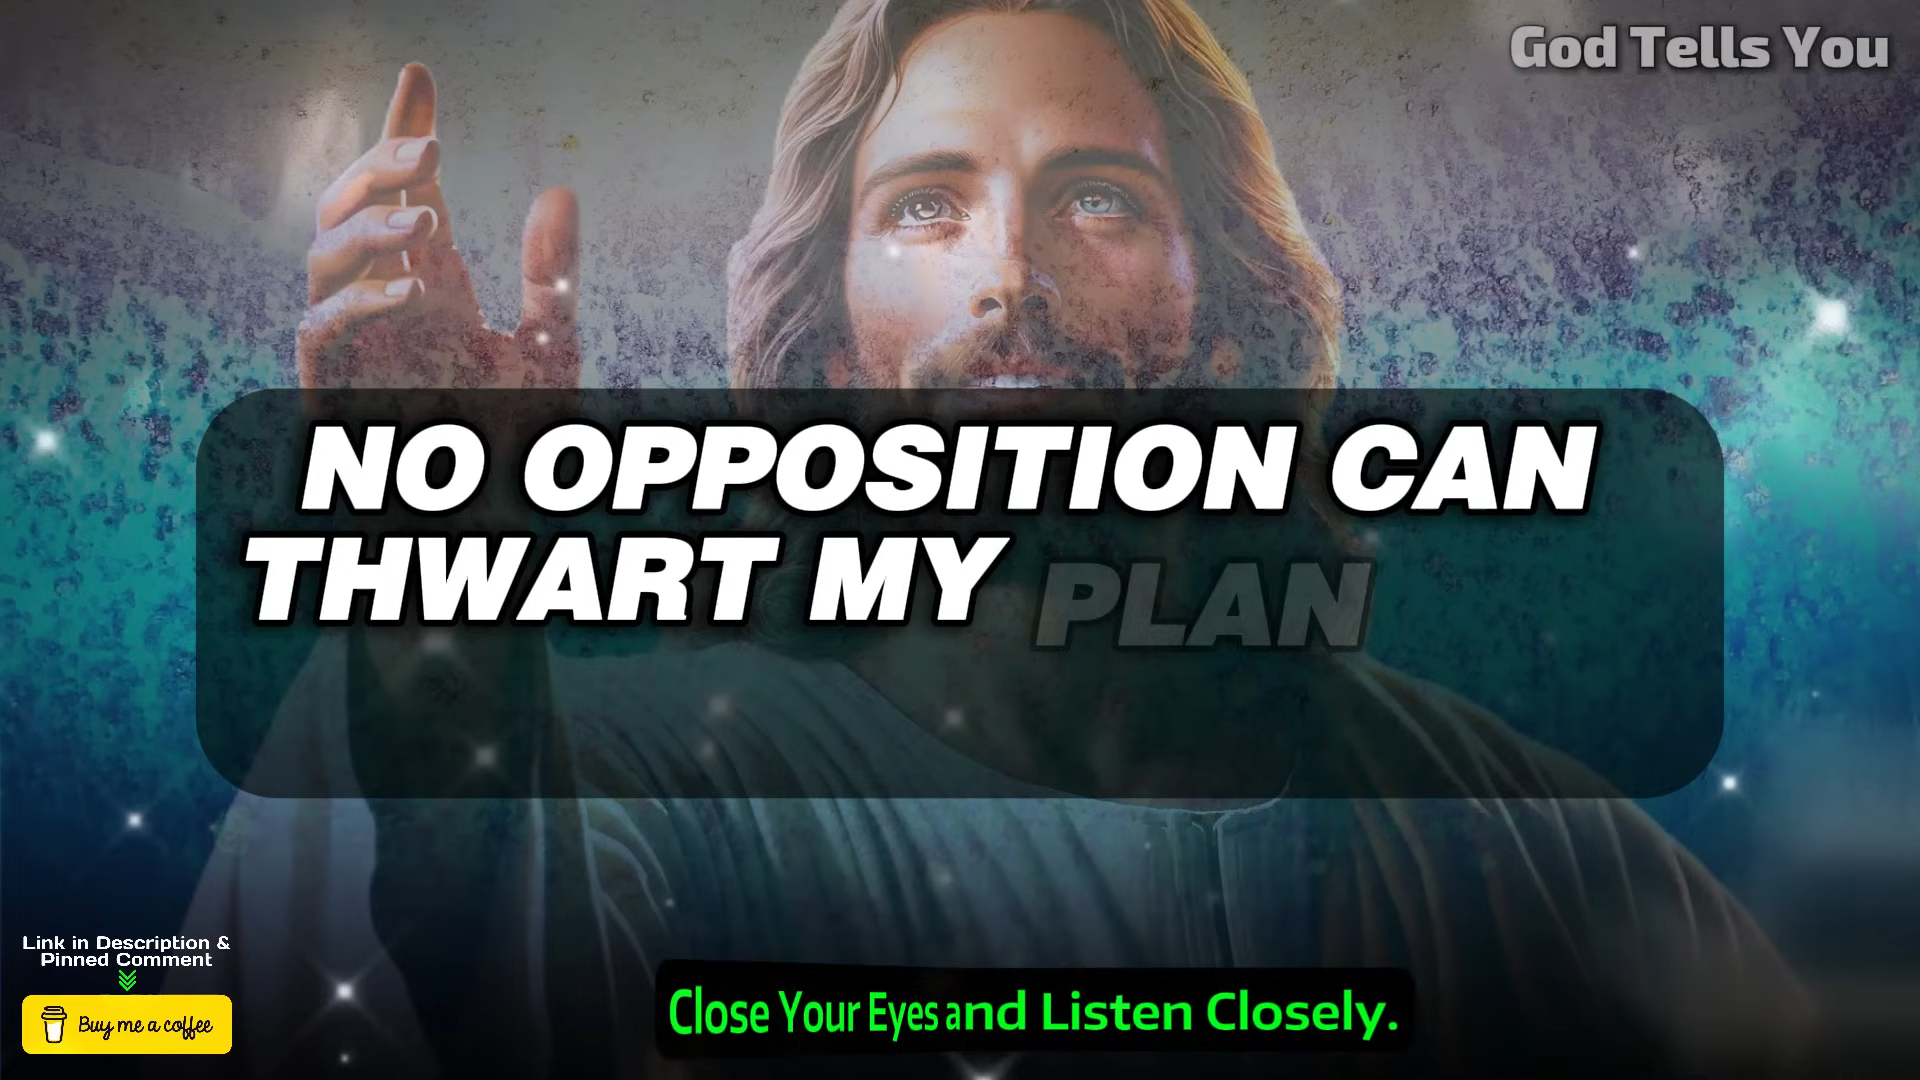 God Tells You
NO OPPOSITION CAN
THWART MY PLAN
Link in Description &
Pinned Comment
Buy me a coffee
Close Your Eyes and Listen Closely.